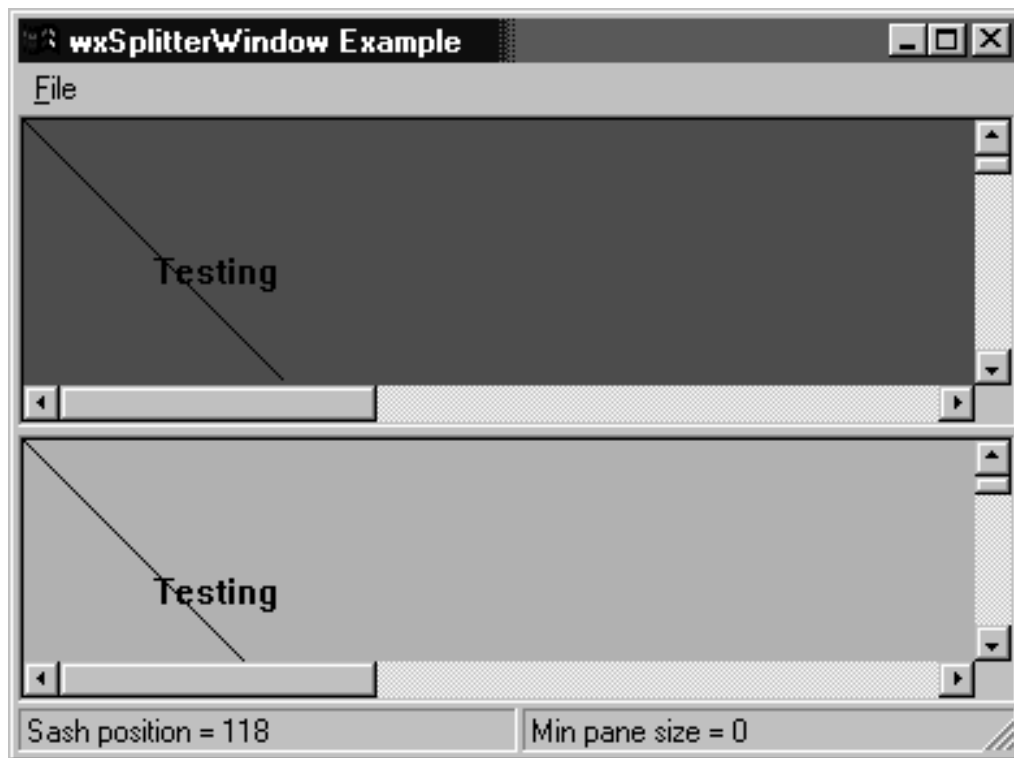 wxSplitterWindow Example
File
Testing
Testing
Sash position = 118
Min pane size = 0